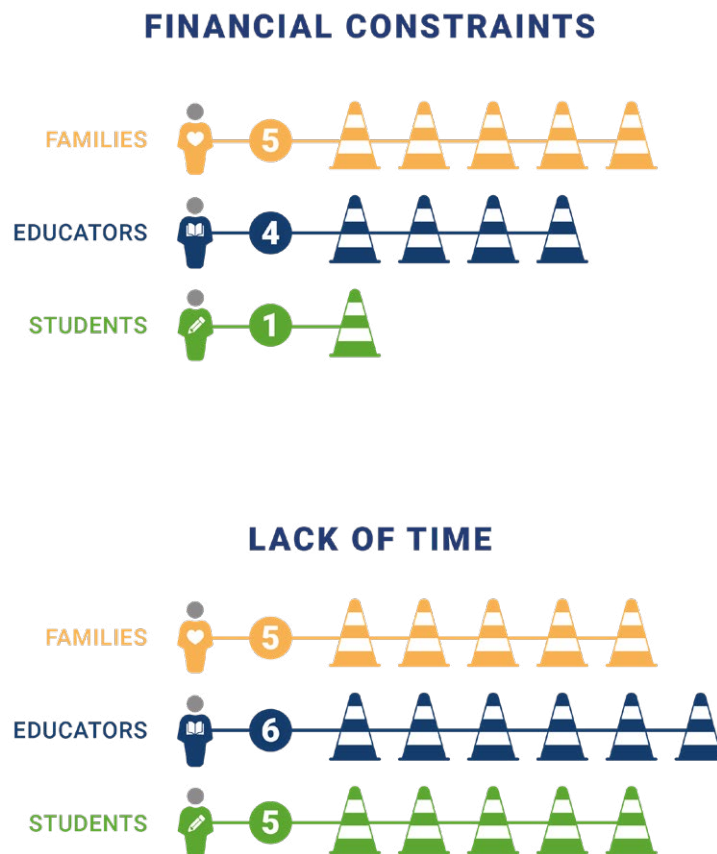 FINANCIAL CONSTRAINTS
FAMILIES 5
EDUCATORS 4
STUDENTS 1
LACK OF TIME
FAMILIES 5
EDUCATORS 6
STUDENTS 5